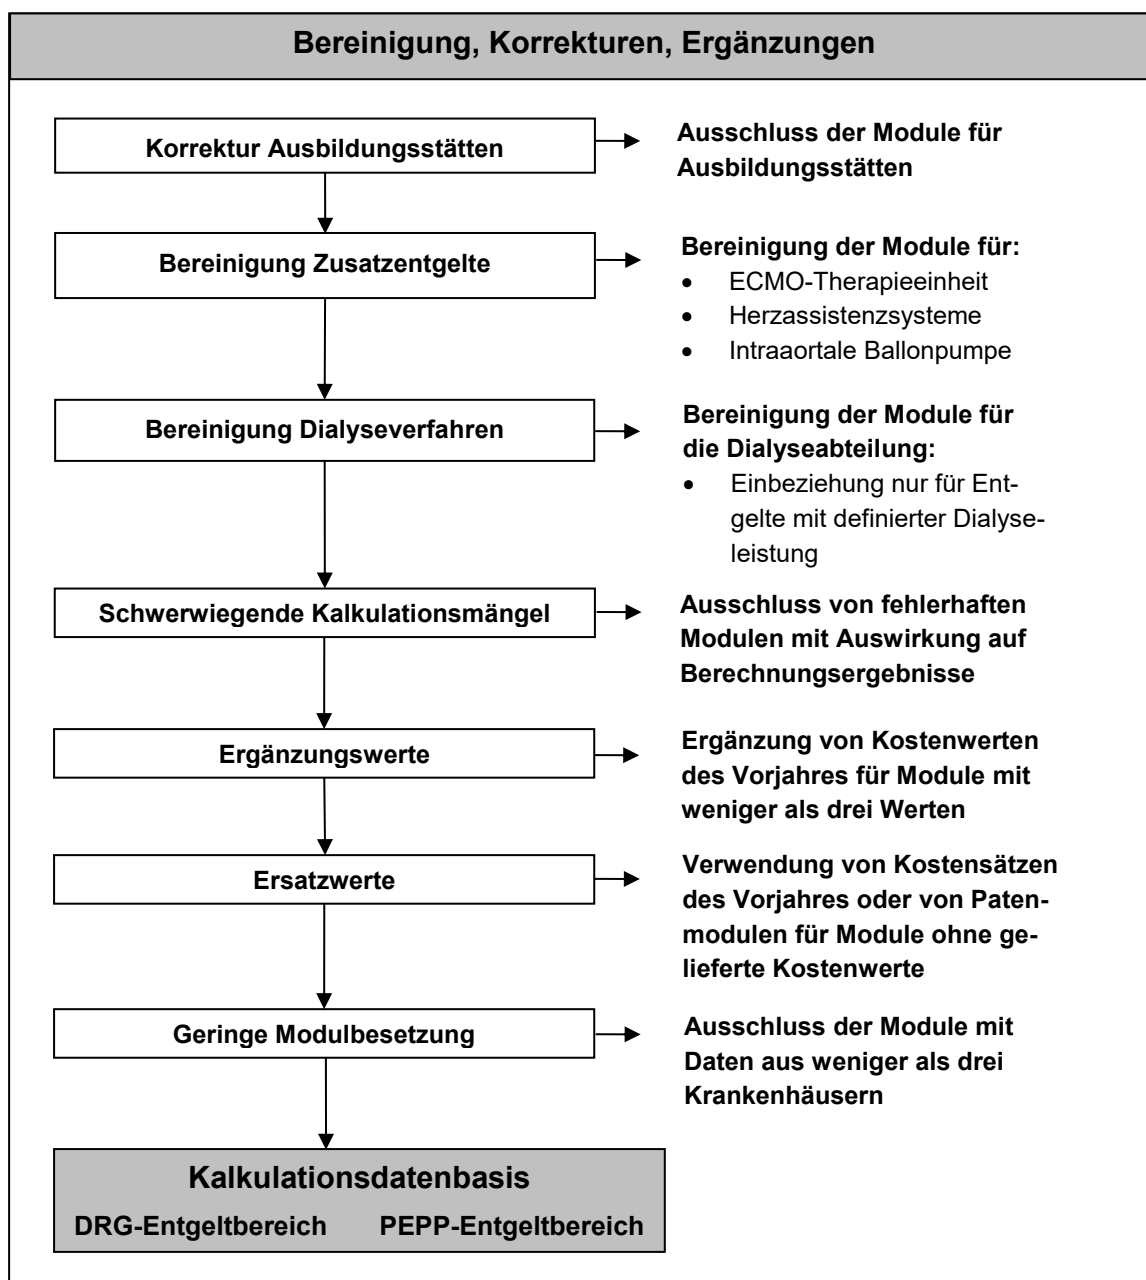 Bereinigung, Korrekturen, Ergänzungen
Korrektur Ausbildungsstätten
Ausschluss der Module für
Ausbildungsstätten
Bereinigung Zusatzentgelte
Bereinigung der Module für:
• ECMO-Therapieeinheit
• Herzassistenzsysteme
• Intraaortale Ballonpumpe
Bereinigung Dialyseverfahren
Bereinigung der Module für
die Dialyseabteilung:
• Einbeziehung nur für Ent-
gelte mit definierter Dialyse-
leistung
Schwerwiegende Kalkulationsmängel
Ausschluss von fehlerhaften
Modulen mit Auswirkung auf
Berechnungsergebnisse
Ergänzungswerte
Ergänzung von Kostenwerten
des Vorjahres für Module mit
weniger als drei Werten
Ersatzwerte
Verwendung von Kostensätzen
des Vorjahres oder von Paten-
modulen für Module ohne ge-
lieferte Kostenwerte
Geringe Modulbesetzung
Ausschluss der Module mit
Daten aus weniger als drei
Krankenhäusern
Kalkulationsdatenbasis
DRG-Entgeltbereich PEPP-Entgeltbereich